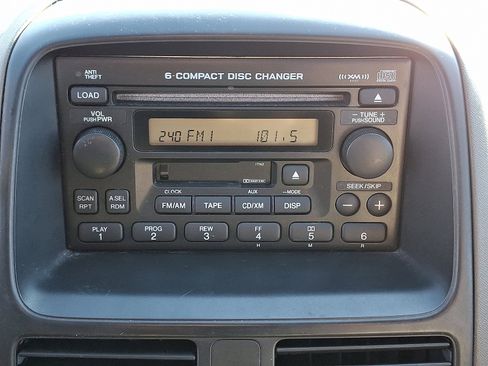 ANTI THEFT
6·COMPACT DISC CHANGER
(((XM)))
LOAD
VOL
PUSH PWR
240 FM1 101.5
− TUNE +
PUSH SOUND
SCAN RPT
A.SEL RDM
CLOCK
AUX
MODE
FM/AM
TAPE
CD/XM
DISP
SEEK/SKIP
− +
PLAY 1
PROG 2
REW 3
FF 4
5
6
H
M
R